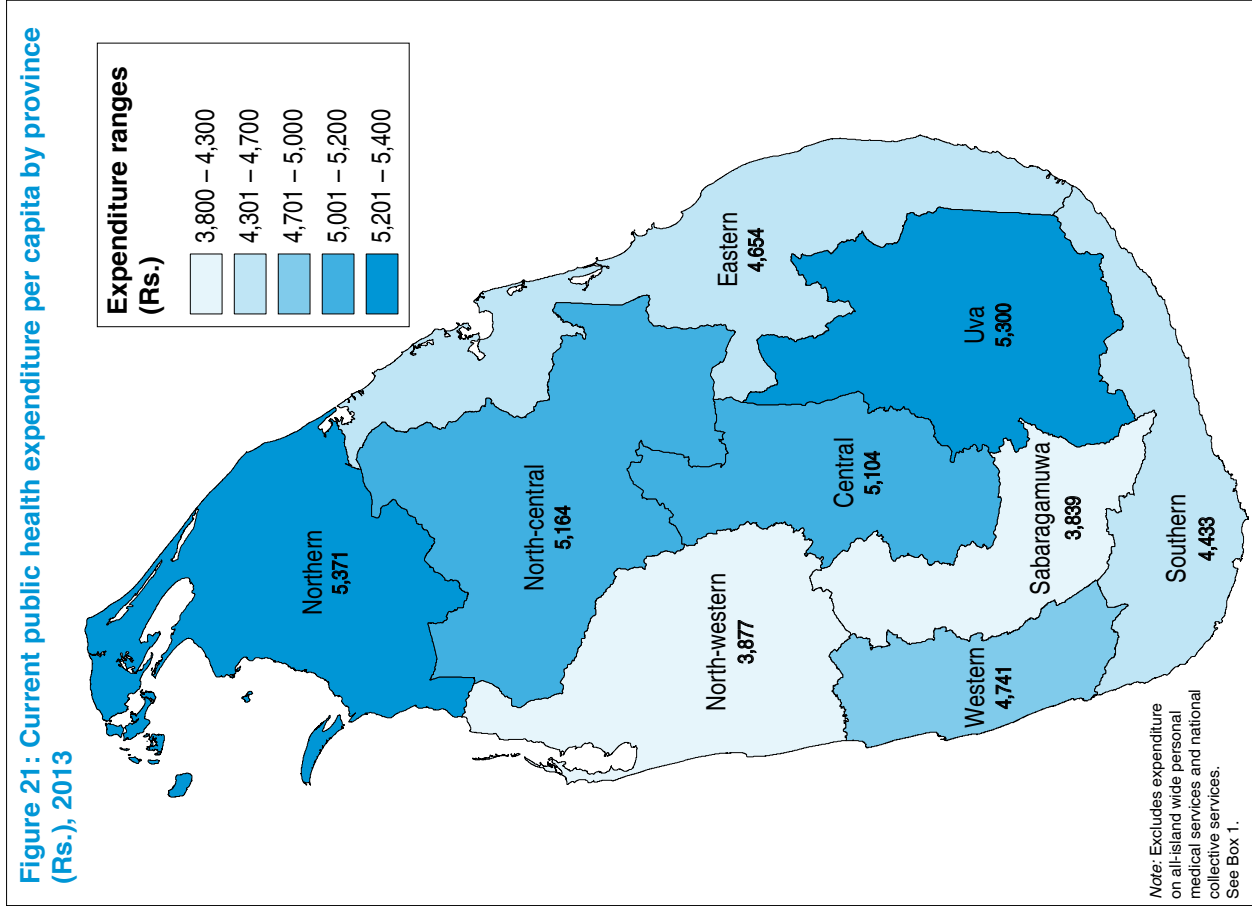 Figure 21: Current public health expenditure per capita by province
(Rs.), 2013
Expenditure ranges
(Rs.)
3,800 – 4,300
4,301 – 4,700
4,701 – 5,000
5,001 – 5,200
5,201 – 5,400
Northern
5,371
North-central
5,164
Eastern
4,654
North-western
3,877
Central
5,104
Uva
5,300
Western
4,741
Sabaragamuwa
3,839
Southern
4,433
Note: Excludes expenditure
on all-island wide personal
medical services and national
collective services.
See Box 1.